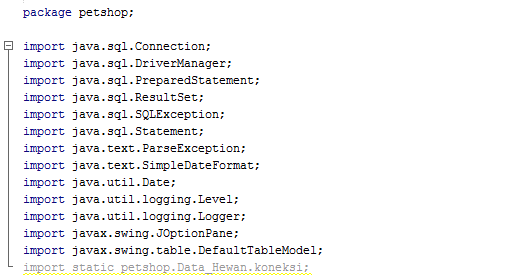 package petshop;
import java.sql.Connection;
import java.sql.DriverManager;
import java.sql.PreparedStatement;
import java.sql.ResultSet;
import java.sql.SQLException;
import java.sql.Statement;
import java.text.ParseException;
import java.text.SimpleDateFormat;
import java.util.Date;
import java.util.logging.Level;
import java.util.logging.Logger;
import javax.swing.JOptionPane;
import javax.swing.table.DefaultTableModel;
import static petshop.Data_Hewan.koneksi;